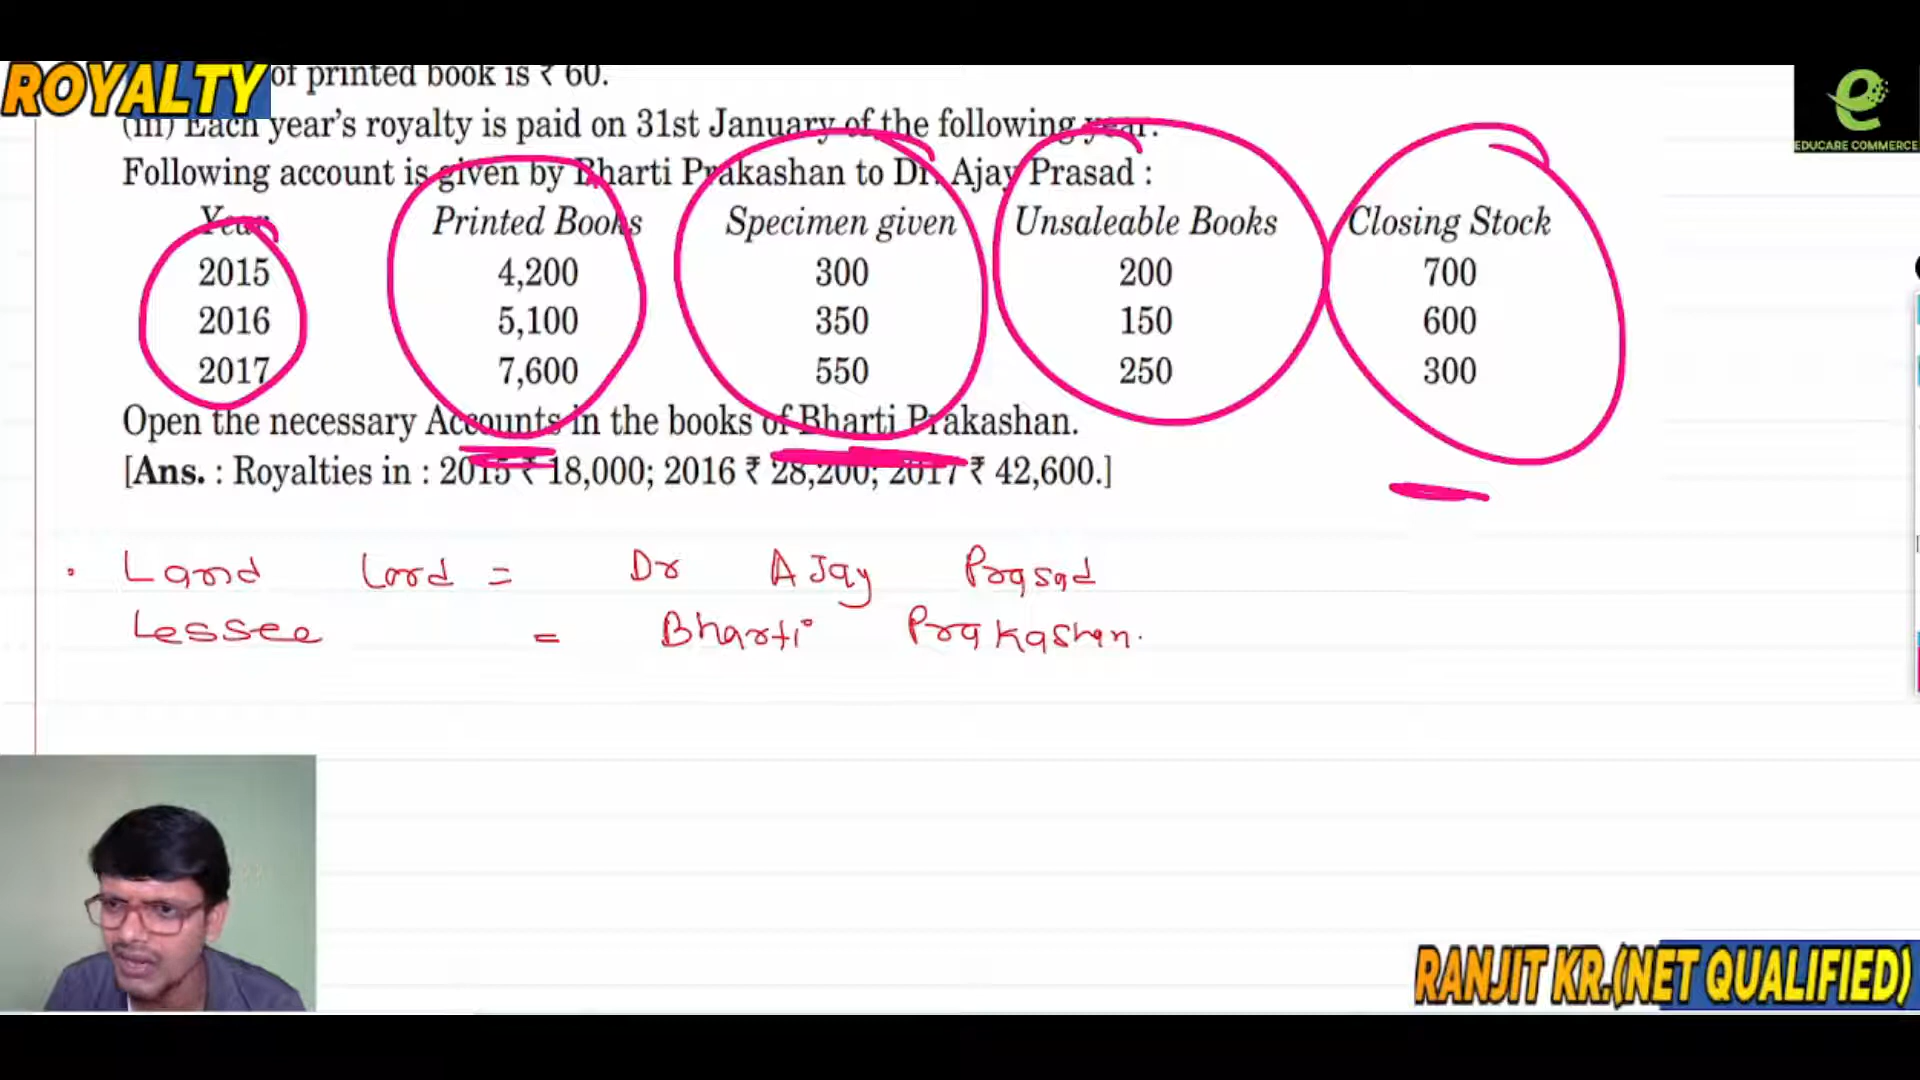 ROYALTY
of printed book is ₹ 60.
(iii) Each year's royalty is paid on 31st January of the following year.
EDUCARE COMMERCE
Following account is given by Bharti Prakashan to Dr. Ajay Prasad :
Year Printed Books Specimen given Unsaleable Books Closing Stock
2015 4,200 300 200 700
2016 5,100 350 150 600
2017 7,600 550 250 300
Open the necessary Accounts in the books of Bharti Prakashan.
[Ans. : Royalties in : 2015 ₹ 18,000; 2016 ₹ 28,200; 2017 ₹ 42,600.]
Land Lord = Dr AJay Prasad
Lessee = Bharti Prakashan.
RANJIT KR.(NET QUALIFIED)